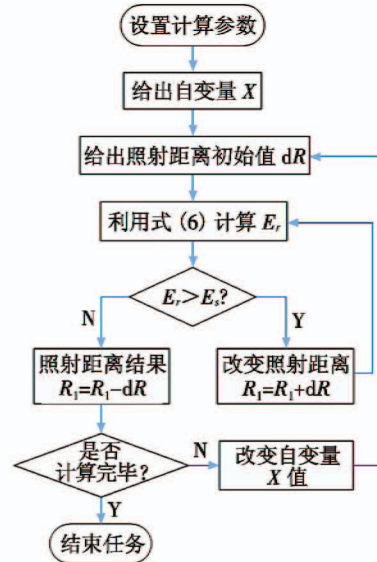 设置计算参数
给出自变量 X
给出照射距离初始值 dR
利用式 (6) 计算 Eᵣ
Eᵣ＞Eₛ?
N
Y
照射距离结果
R₁=R₁-dR
改变照射距离
R₁=R₁+dR
是否
计算完毕？
N
改变自变量
X 值
Y
结束任务